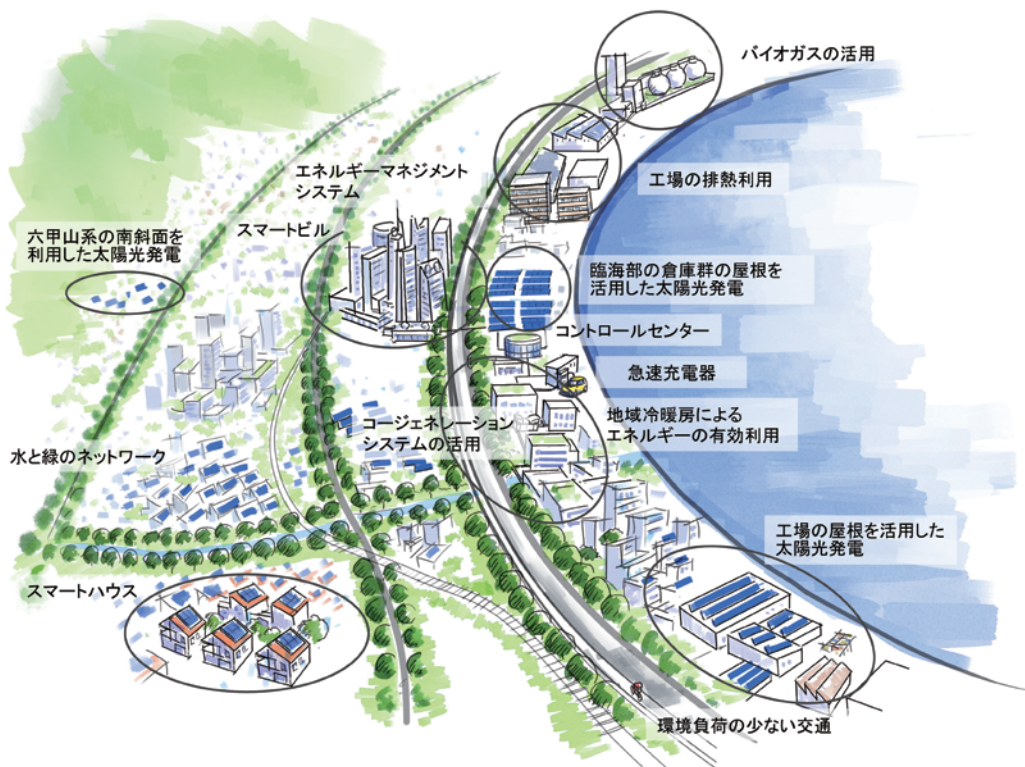 バイオガスの活用
工場の排熱利用
エネルギーマネジメント
システム
スマートビル
六甲山系の南斜面を
利用した太陽光発電
臨海部の倉庫群の屋根を
活用した太陽光発電
コントロールセンター
急速充電器
地域冷暖房による
エネルギーの有効利用
コージェネレーション
システムの活用
水と緑のネットワーク
工場の屋根を活用した
太陽光発電
スマートハウス
環境負荷の少ない交通